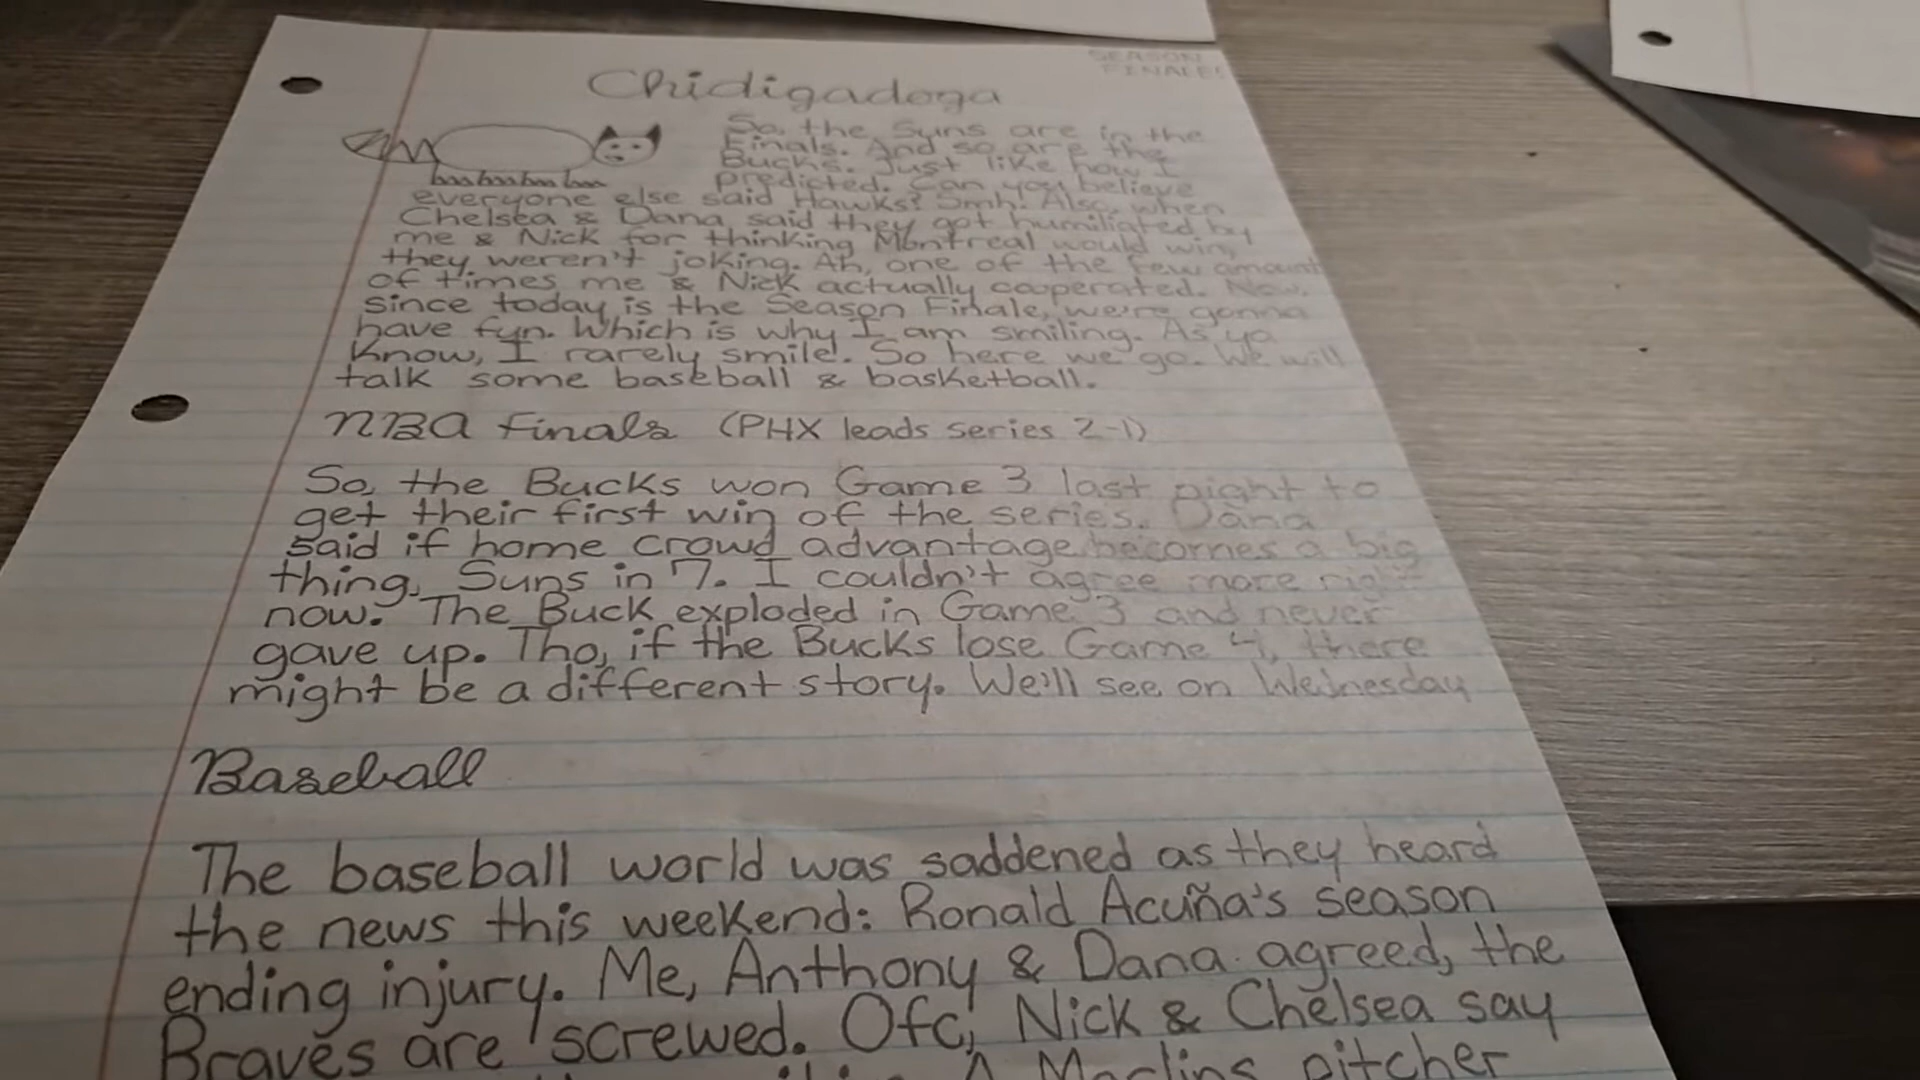 SEASON
FINALE!
Chidigadoga
So, the Suns are in the
Finals. And so are the
Bucks. Just like how I
predicted. Can you believe
everyone else said Hawks? Smh! Also, when
Chelsea & Dana said they got humiliated by
me & Nick for thinking Montreal would win,
they weren't joking. Ah, one of the few amount
of times me & Nick actually cooperated. Now,
since today is the Season Finale, we're gonna
have fun. Which is why I am smiling. As ya
know, I rarely smile. So here we go. We will
talk some baseball & basketball.
NBA Finals (PHX leads series 2-1)
So, the Bucks won Game 3 last night to
get their first win of the series. Dana
said if home crowd advantage becomes a big
thing, Suns in 7. I couldn't agree more right
now. The Buck exploded in Game 3 and never
gave up. Tho, if the Bucks lose Game 4, there
might be a different story. We'll see on Wednesday
Baseball
The baseball world was saddened as they heard
the news this weekend: Ronald Acuña's season
ending injury. Me, Anthony & Dana agreed, the
Braves are screwed. Ofc, Nick & Chelsea say
A Marlins pitcher